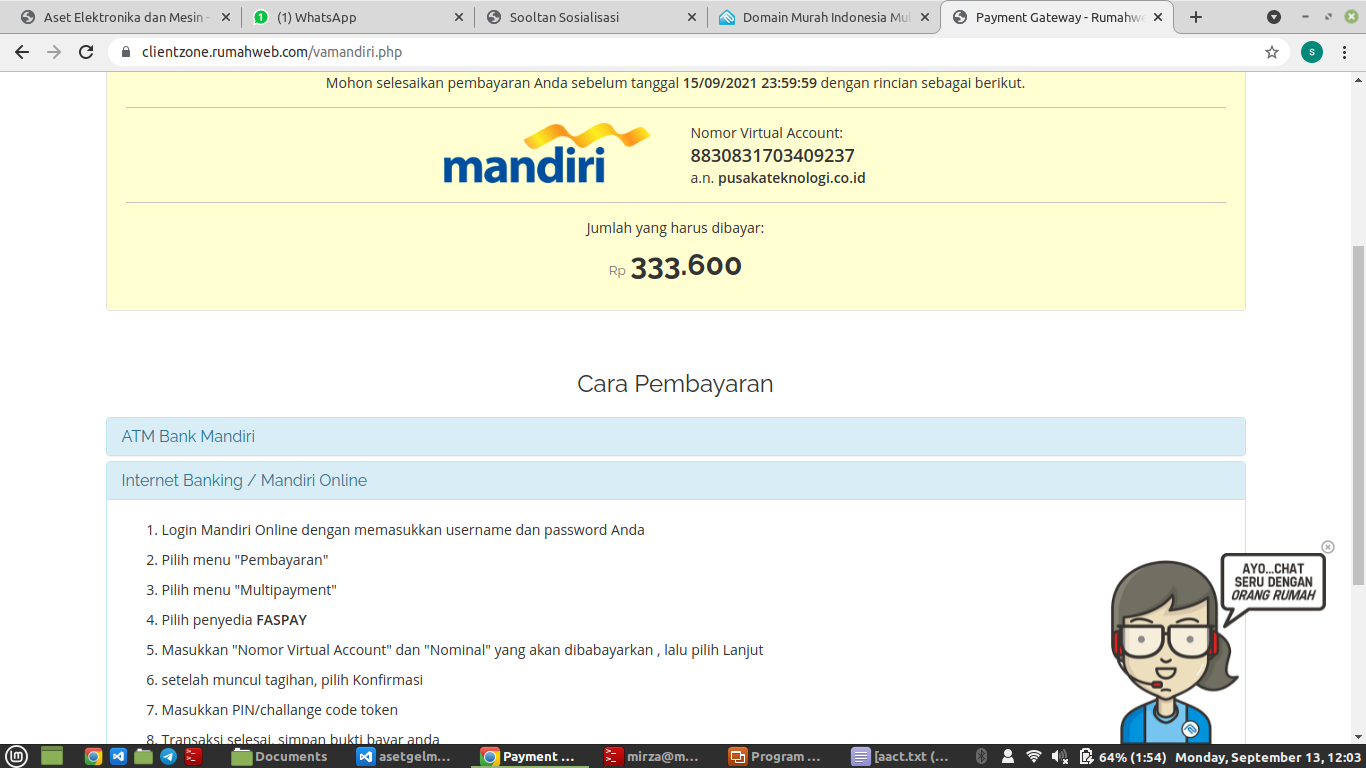 Aset Elektronika dan Mesin -
(1) WhatsApp
Sooltan Sosialisasi
Domain Murah Indonesia Mul
Payment Gateway - Rumahwe
clientzone.rumahweb.com/vamandiri.php
s
Mohon selesaikan pembayaran Anda sebelum tanggal 15/09/2021 23:59:59 dengan rincian sebagai berikut.
mandiri
Nomor Virtual Account:
8830831703409237
a.n. pusakateknologi.co.id
Jumlah yang harus dibayar:
Rp 333.600
Cara Pembayaran
ATM Bank Mandiri
Internet Banking / Mandiri Online
1. Login Mandiri Online dengan memasukkan username dan password Anda
2. Pilih menu "Pembayaran"
3. Pilih menu "Multipayment"
4. Pilih penyedia FASPAY
5. Masukkan "Nomor Virtual Account" dan "Nominal" yang akan dibabayarkan , lalu pilih Lanjut
6. setelah muncul tagihan, pilih Konfirmasi
7. Masukkan PIN/challange code token
8. Transaksi selesai, simpan bukti bayar anda
AYO...CHAT
SERU DENGAN
ORANG RUMAH
Documents
asetgelm...
Payment ...
mirza@m...
Program ...
[aact.txt (...
64% (1:54)
Monday, September 13, 12:03